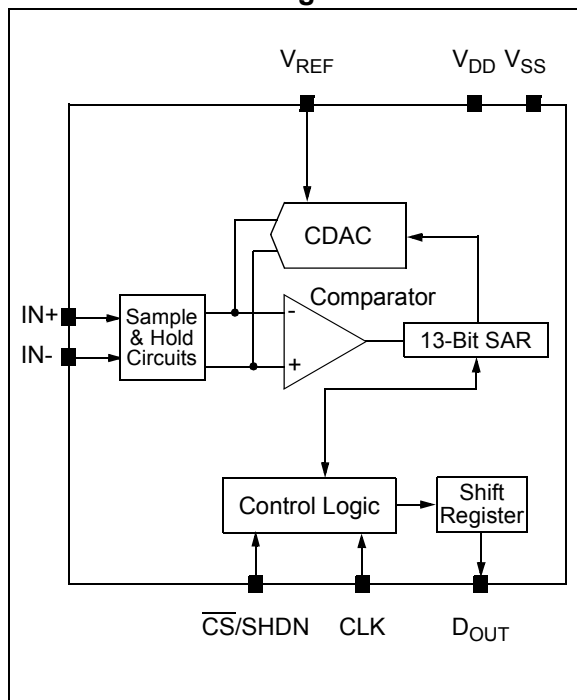 V_REF V_DD V_SS
CDAC
Comparator
IN+
IN-
Sample
& Hold
Circuits
-
+
13-Bit SAR
Control Logic
Shift
Register
C̅S̅/SHDN CLK D_OUT